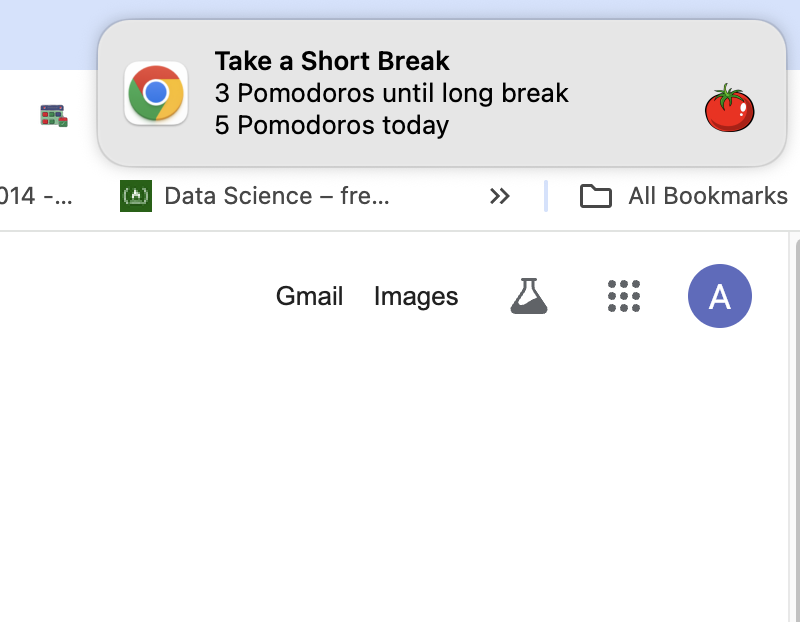 Take a Short Break
3 Pomodoros until long break
5 Pomodoros today
014 -...
Data Science – fre...
All Bookmarks
Gmail
Images
A